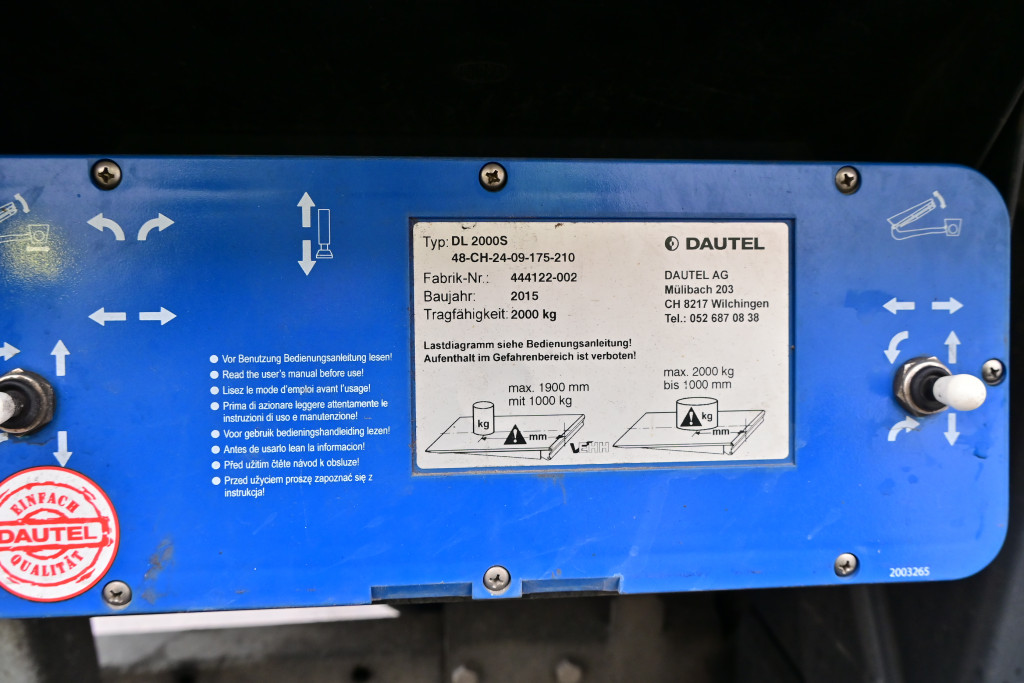 Typ: DL 2000S
48-CH-24-09-175-210
Fabrik-Nr.: 444122-002
Baujahr: 2015
Tragfähigkeit: 2000 kg
DAUTEL
DAUTEL AG
Mülibach 203
CH 8217 Wilchingen
Tel.: 052 687 08 38
Lastdiagramm siehe Bedienungsanleitung!
Aufenthalt im Gefahrenbereich ist verboten!
max. 1900 mm
mit 1000 kg
kg
mm
max. 2000 kg
bis 1000 mm
kg
mm
Vor Benutzung Bedienungsanleitung lesen!
Read the user's manual before use!
Lisez le mode d'emploi avant l'usage!
Prima di azionare leggere attentamente le
instruzioni di uso e manutenzione!
Voor gebruik bedieningshandleiding lezen!
Antes de usarlo lean la informacion!
Před užitím čtěte návod k obsluze!
Przed użyciem proszę zapoznać się z
instrukcja!
EINFACH
DAUTEL
QUALITÄT
2003265